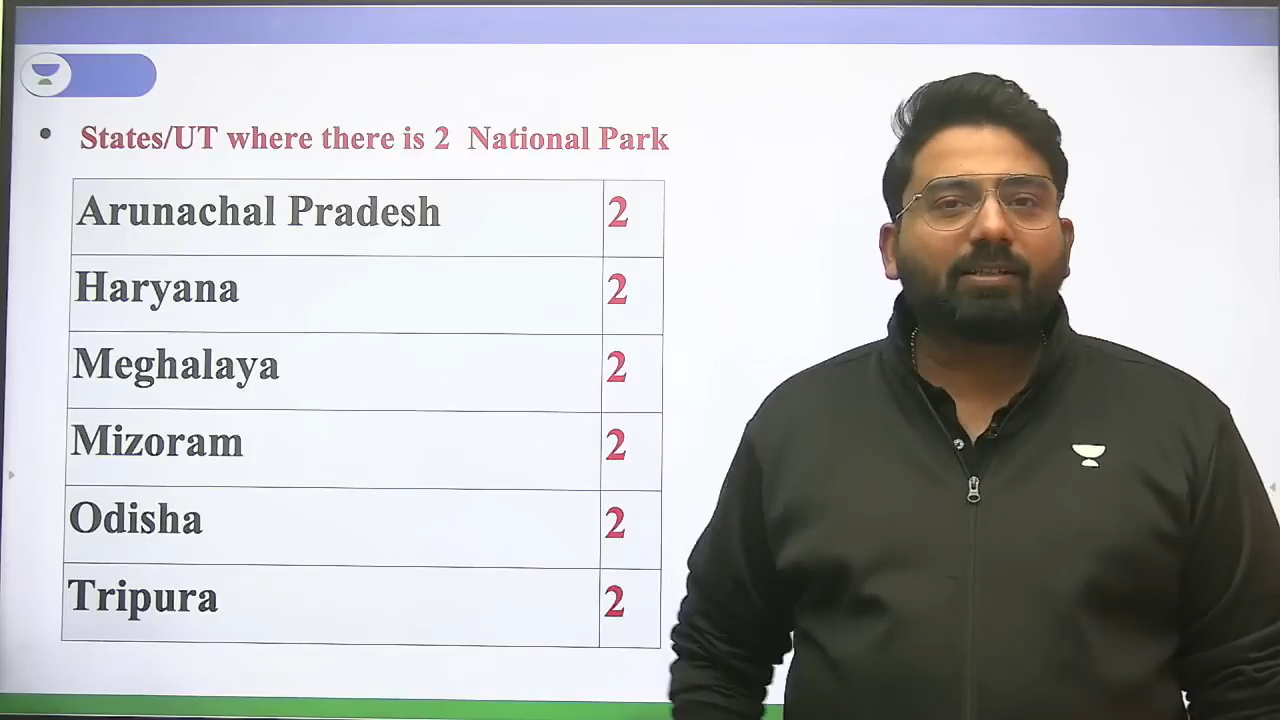 States/UT where there is 2 National Park
Arunachal Pradesh 2
Haryana 2
Meghalaya 2
Mizoram 2
Odisha 2
Tripura 2